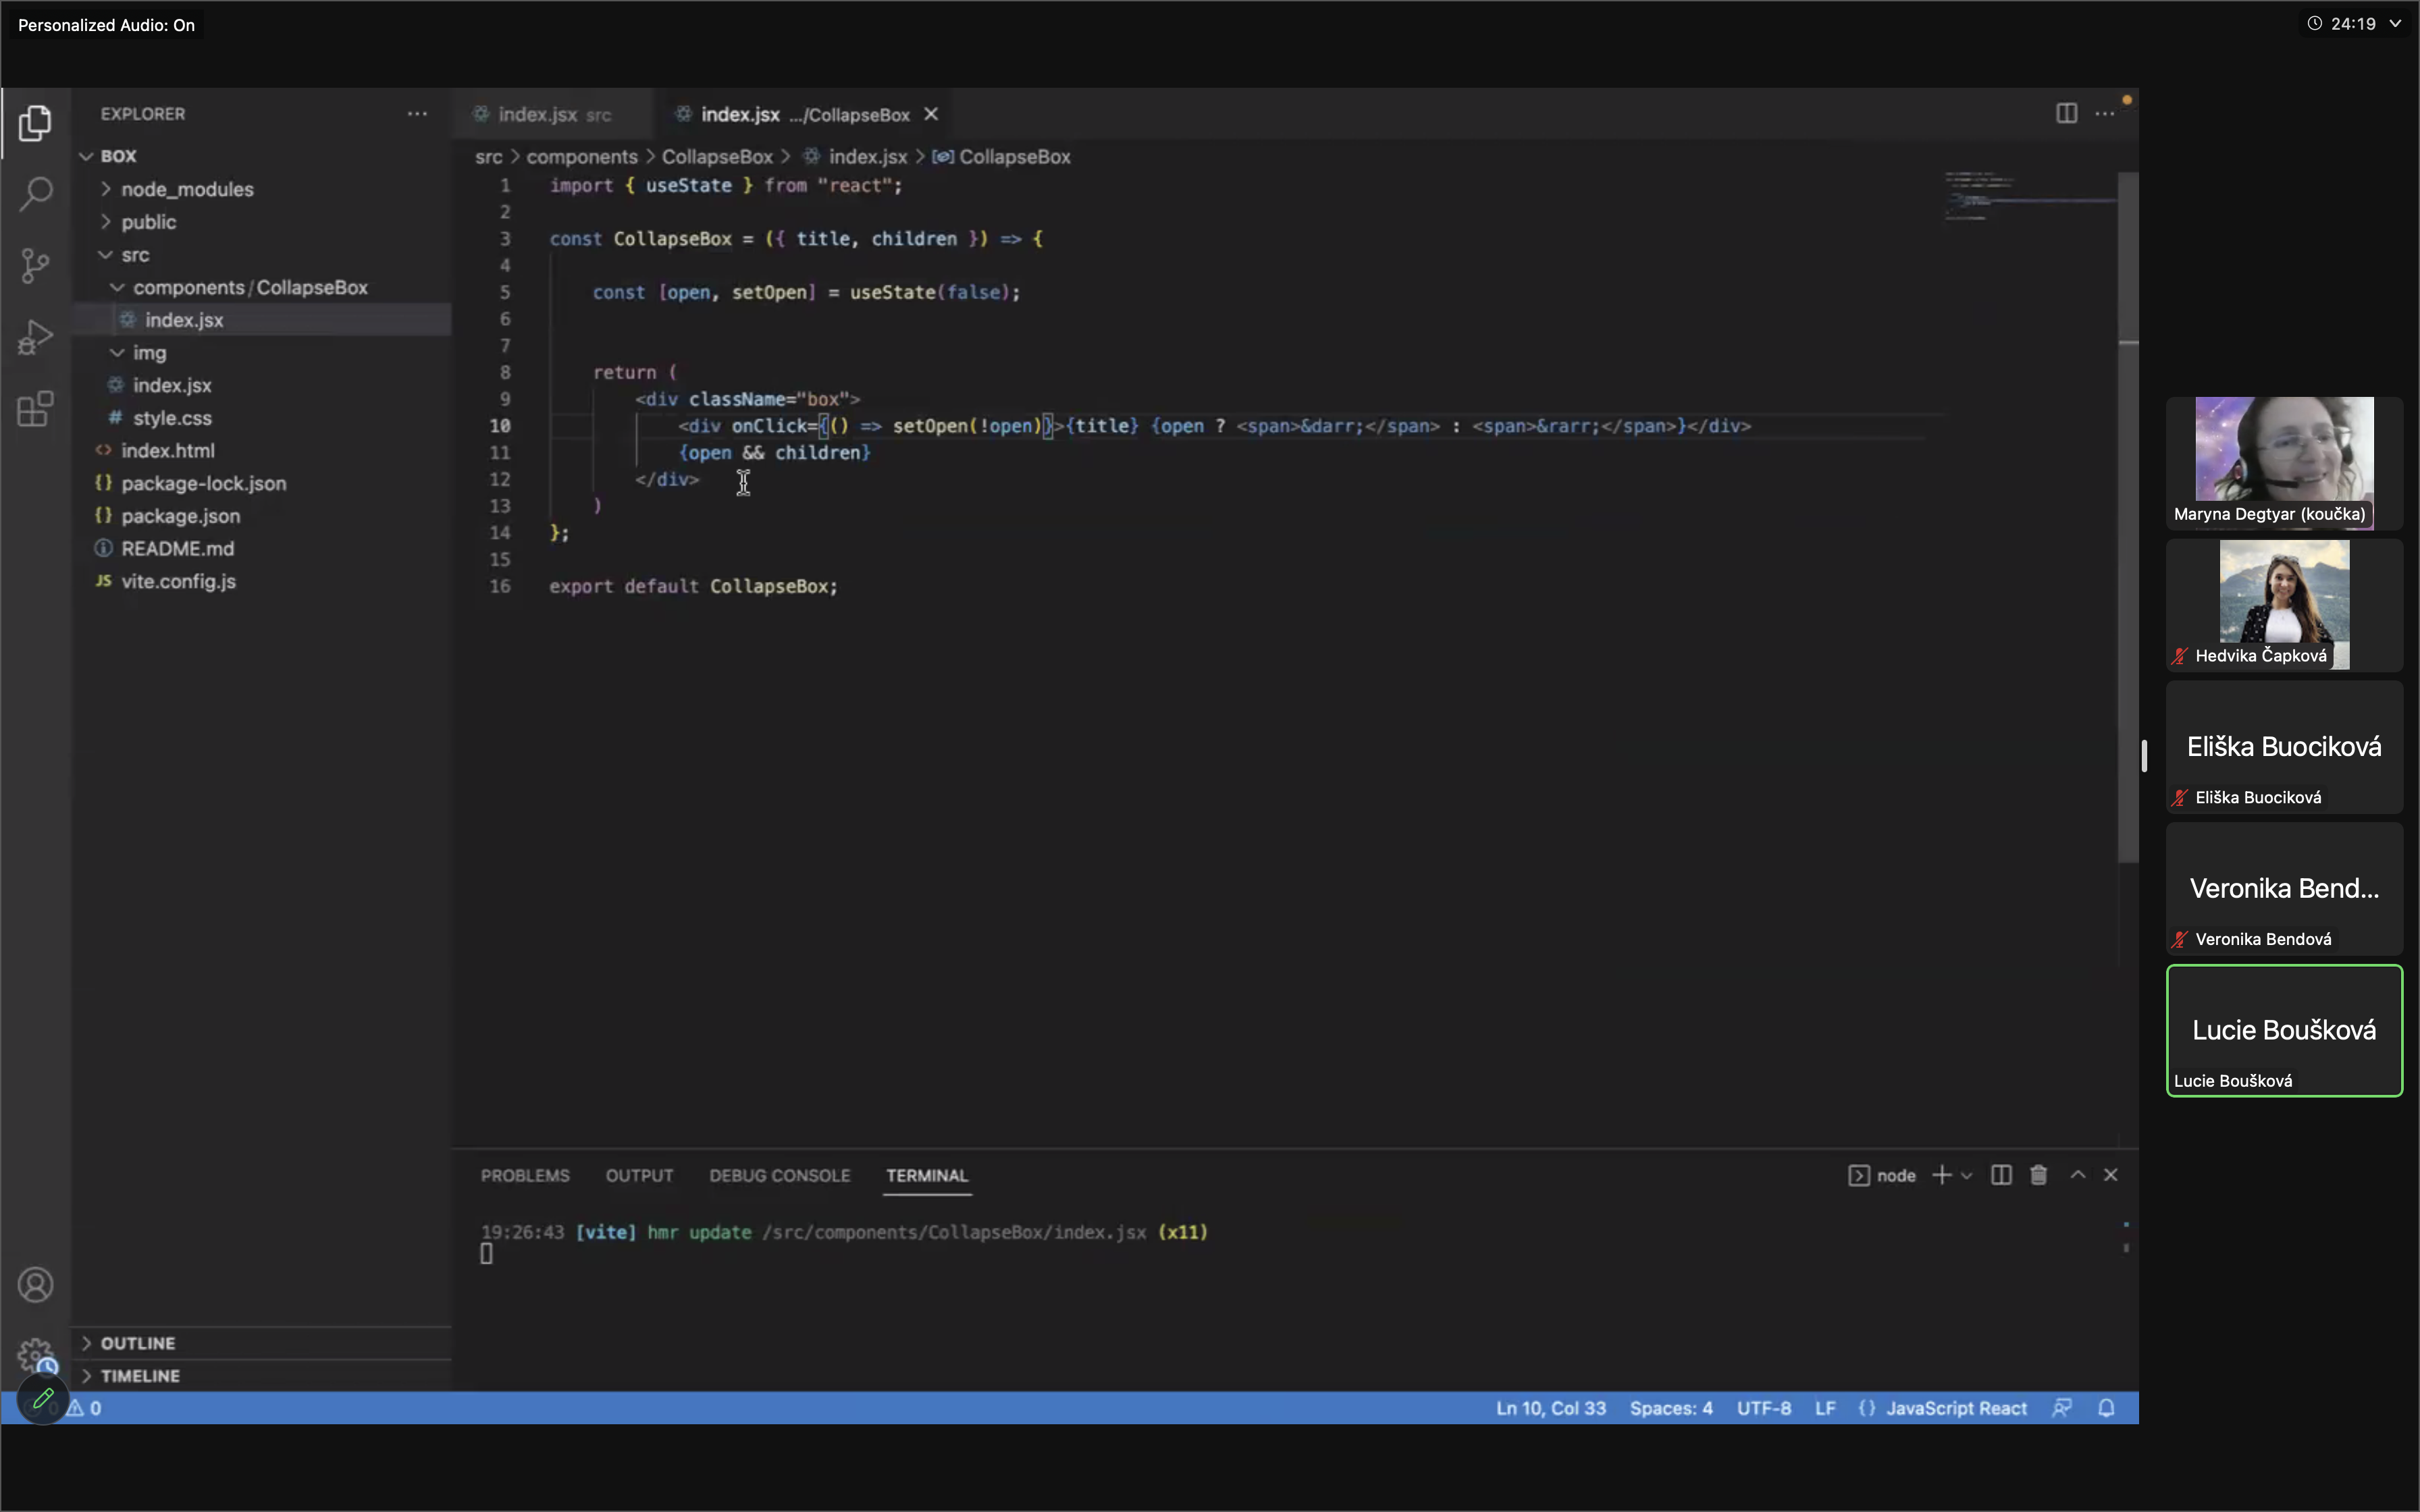 Personalized Audio: On
24:19
EXPLORER
BOX
node_modules
public
src
components/CollapseBox
index.jsx
img
index.jsx
style.css
index.html
package-lock.json
package.json
README.md
vite.config.js
OUTLINE
TIMELINE
index.jsx src
index.jsx .../CollapseBox
src > components > CollapseBox > index.jsx > CollapseBox
1 import { useState } from "react";
2
3 const CollapseBox = ({ title, children }) => {
4
5 const [open, setOpen] = useState(false);
6
7
8 return (
9 <div className="box">
10 <div onClick={() => setOpen(!open)}>{title} {open ? <span>&darr;</span> : <span>&rarr;</span>}</div>
11 {open && children}
12 </div>
13 )
14 };
15
16 export default CollapseBox;
PROBLEMS OUTPUT DEBUG CONSOLE TERMINAL
node
19:26:43 [vite] hmr update /src/components/CollapseBox/index.jsx (x11)
0 0
Ln 10, Col 33 Spaces: 4 UTF-8 LF {} JavaScript React
Maryna Degtyar (koučka)
Hedvika Čapková
Eliška Buociková
Eliška Buociková
Veronika Bend...
Veronika Bendová
Lucie Boušková
Lucie Boušková